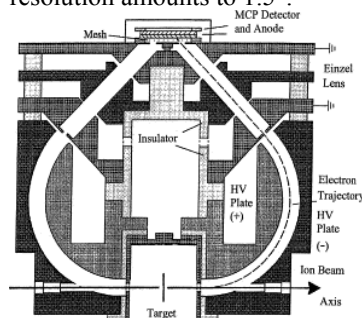 resolution amounts to 1.5°.
MCP Detector
and Anode
Mesh
Einzel
Lens
Insulator
Electron
Trajectory
HV
Plate
(+)
HV
Plate
(-)
Ion Beam
Axis
Target